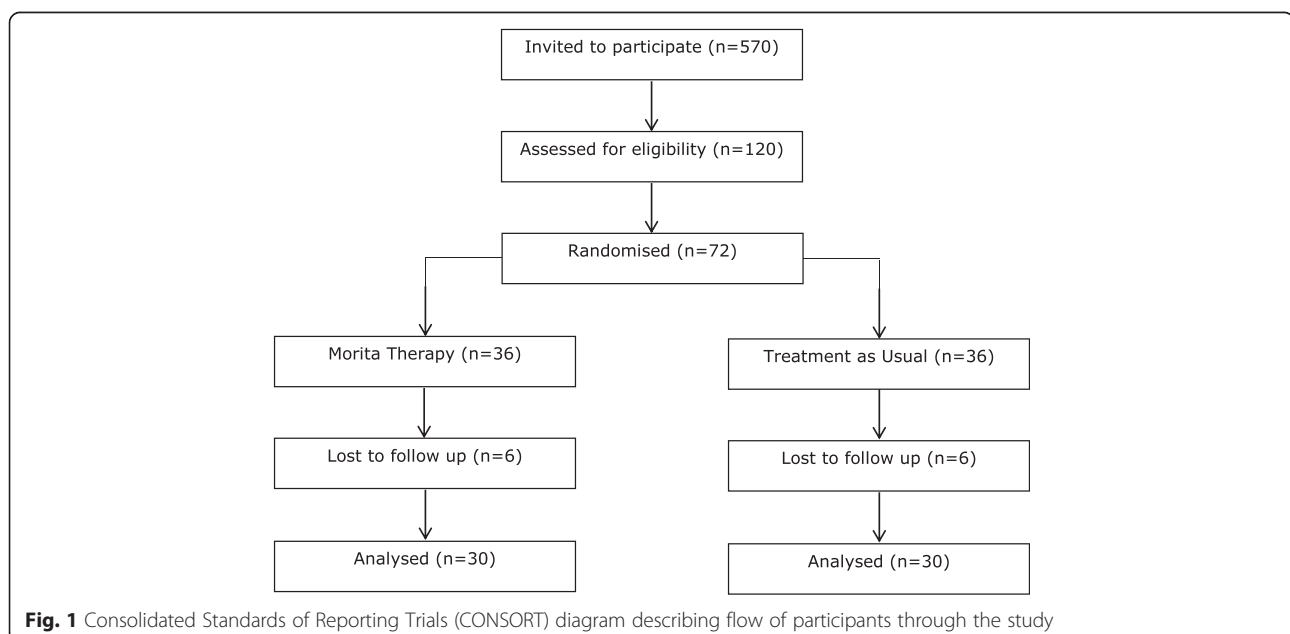 Invited to participate (n=570)
Assessed for eligibility (n=120)
Randomised (n=72)
Morita Therapy (n=36)
Treatment as Usual (n=36)
Lost to follow up (n=6)
Lost to follow up (n=6)
Analysed (n=30)
Analysed (n=30)
Fig. 1 Consolidated Standards of Reporting Trials (CONSORT) diagram describing flow of participants through the study